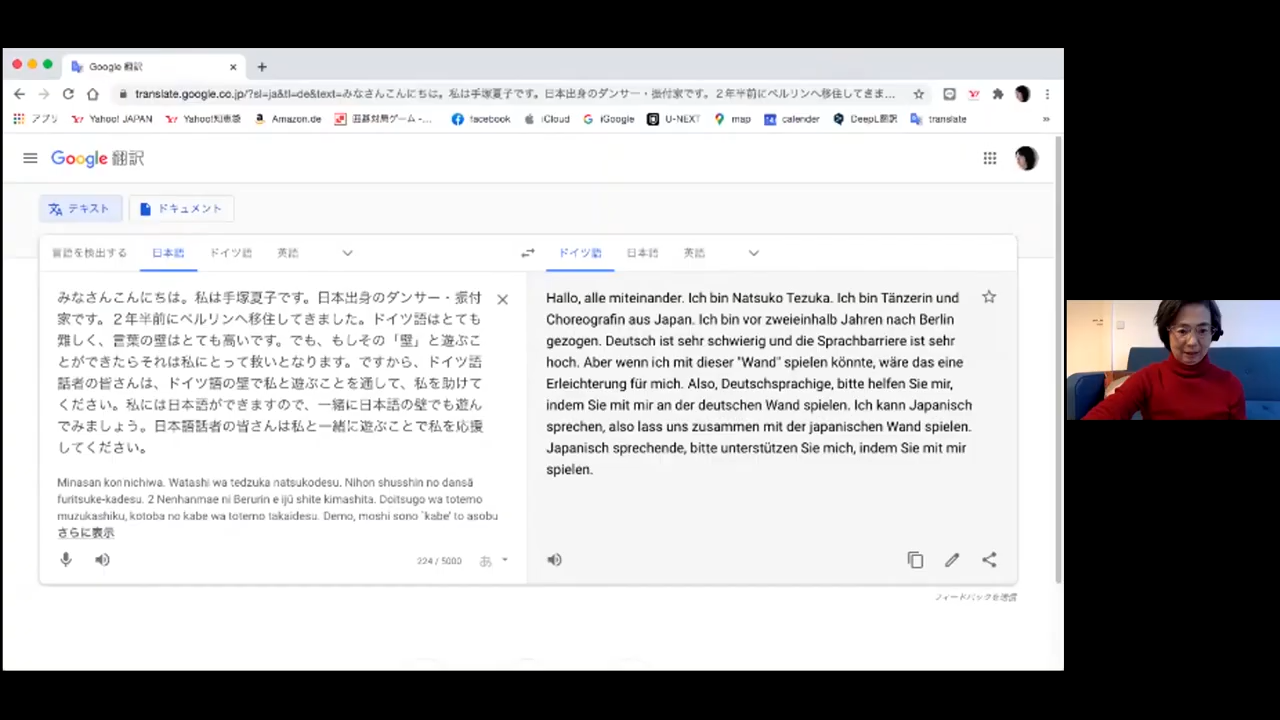 Google 翻訳
translate.google.co.jp/?sl=ja&tl=de&text=みなさんこんにちは。私は手塚夏子です。日本出身のダンサー・振付家です。２年半前にベルリンへ移住してきま...
アプリ Yahoo! JAPAN Yahoo!知恵袋 Amazon.de 囲碁対局ゲーム -... facebook iCloud iGoogle U-NEXT map calender DeepL翻訳 translate »
Google 翻訳
テキスト ドキュメント
言語を検出する 日本語 ドイツ語 英語
ドイツ語 日本語 英語
みなさんこんにちは。私は手塚夏子です。日本出身のダンサー・振付
家です。２年半前にベルリンへ移住してきました。ドイツ語はとても
難しく、言葉の壁はとても高いです。でも、もしその「壁」と遊ぶこ
とができたらそれは私にとって救いとなります。ですから、ドイツ語
話者の皆さんは、ドイツ語の壁で私と遊ぶことを通して、私を助けて
ください。私には日本語ができますので、一緒に日本語の壁でも遊ん
でみましょう。日本語話者の皆さんは私と一緒に遊ぶことで私を応援
してください。
Minasan kon'nichiwa. Watashi wa tedzuka natsukodesu. Nihon shusshin no dansā
furitsuke-kadesu. 2 Nenhanmae ni Berurin e ijū shite kimashita. Doitsugo wa totemo
muzukashiku, kotoba no kabe wa totemo takaidesu. Demo, moshi sono `kabe' to asobu
さらに表示
224 / 5000 あ
Hallo, alle miteinander. Ich bin Natsuko Tezuka. Ich bin Tänzerin und
Choreografin aus Japan. Ich bin vor zweieinhalb Jahren nach Berlin
gezogen. Deutsch ist sehr schwierig und die Sprachbarriere ist sehr
hoch. Aber wenn ich mit dieser "Wand" spielen könnte, wäre das eine
Erleichterung für mich. Also, Deutschsprachige, bitte helfen Sie mir,
indem Sie mit mir an der deutschen Wand spielen. Ich kann Japanisch
sprechen, also lass uns zusammen mit der japanischen Wand spielen.
Japanisch sprechende, bitte unterstützen Sie mich, indem Sie mit mir
spielen.
フィードバックを送信